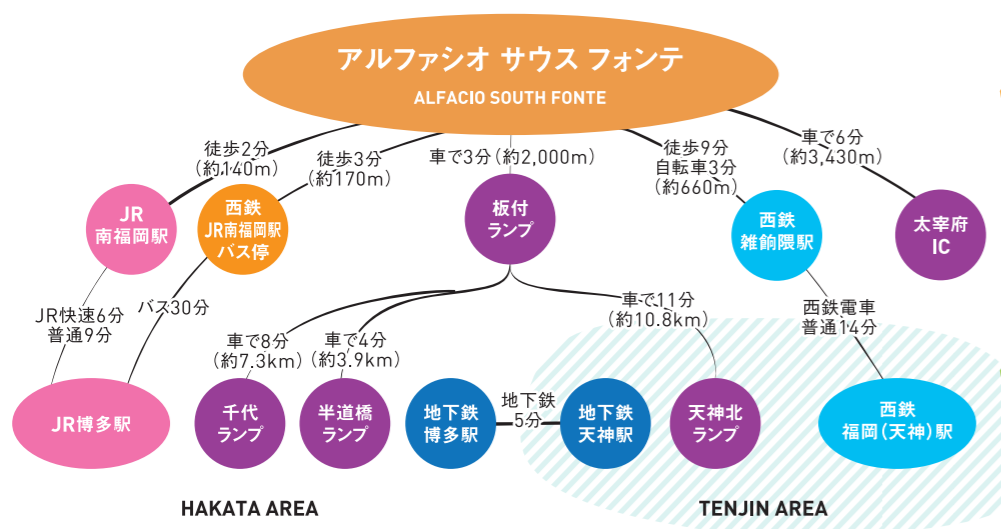 アルファシオ サウス フォンテ
ALFACIO SOUTH FONTE
徒歩2分
(約140m)
徒歩3分
(約170m)
車で3分(約2,000m)
徒歩9分
自転車3分
(約660m)
車で6分
(約3,430m)
JR
南福岡駅
西鉄
JR南福岡駅
バス停
板付
ランプ
西鉄
雑餉隈駅
太宰府
IC
JR快速6分
普通9分
バス30分
車で8分
(約7.3km)
車で4分
(約3.9km)
車で11分
(約10.8km)
西鉄電車
普通14分
JR博多駅
千代
ランプ
半道橋
ランプ
地下鉄
博多駅
地下鉄
5分
地下鉄
天神駅
天神北
ランプ
西鉄
福岡(天神)駅
HAKATA AREA
TENJIN AREA